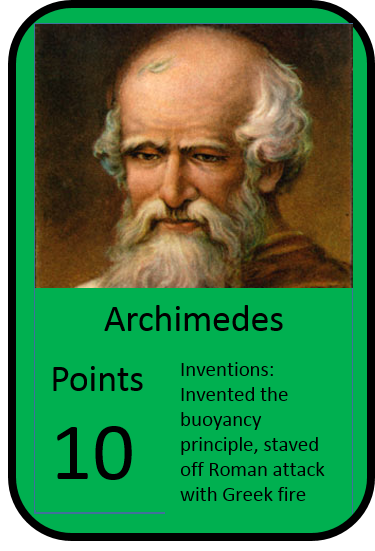 Archimedes
Points
10
Inventions:
Invented the
buoyancy
principle, staved
off Roman attack
with Greek fire